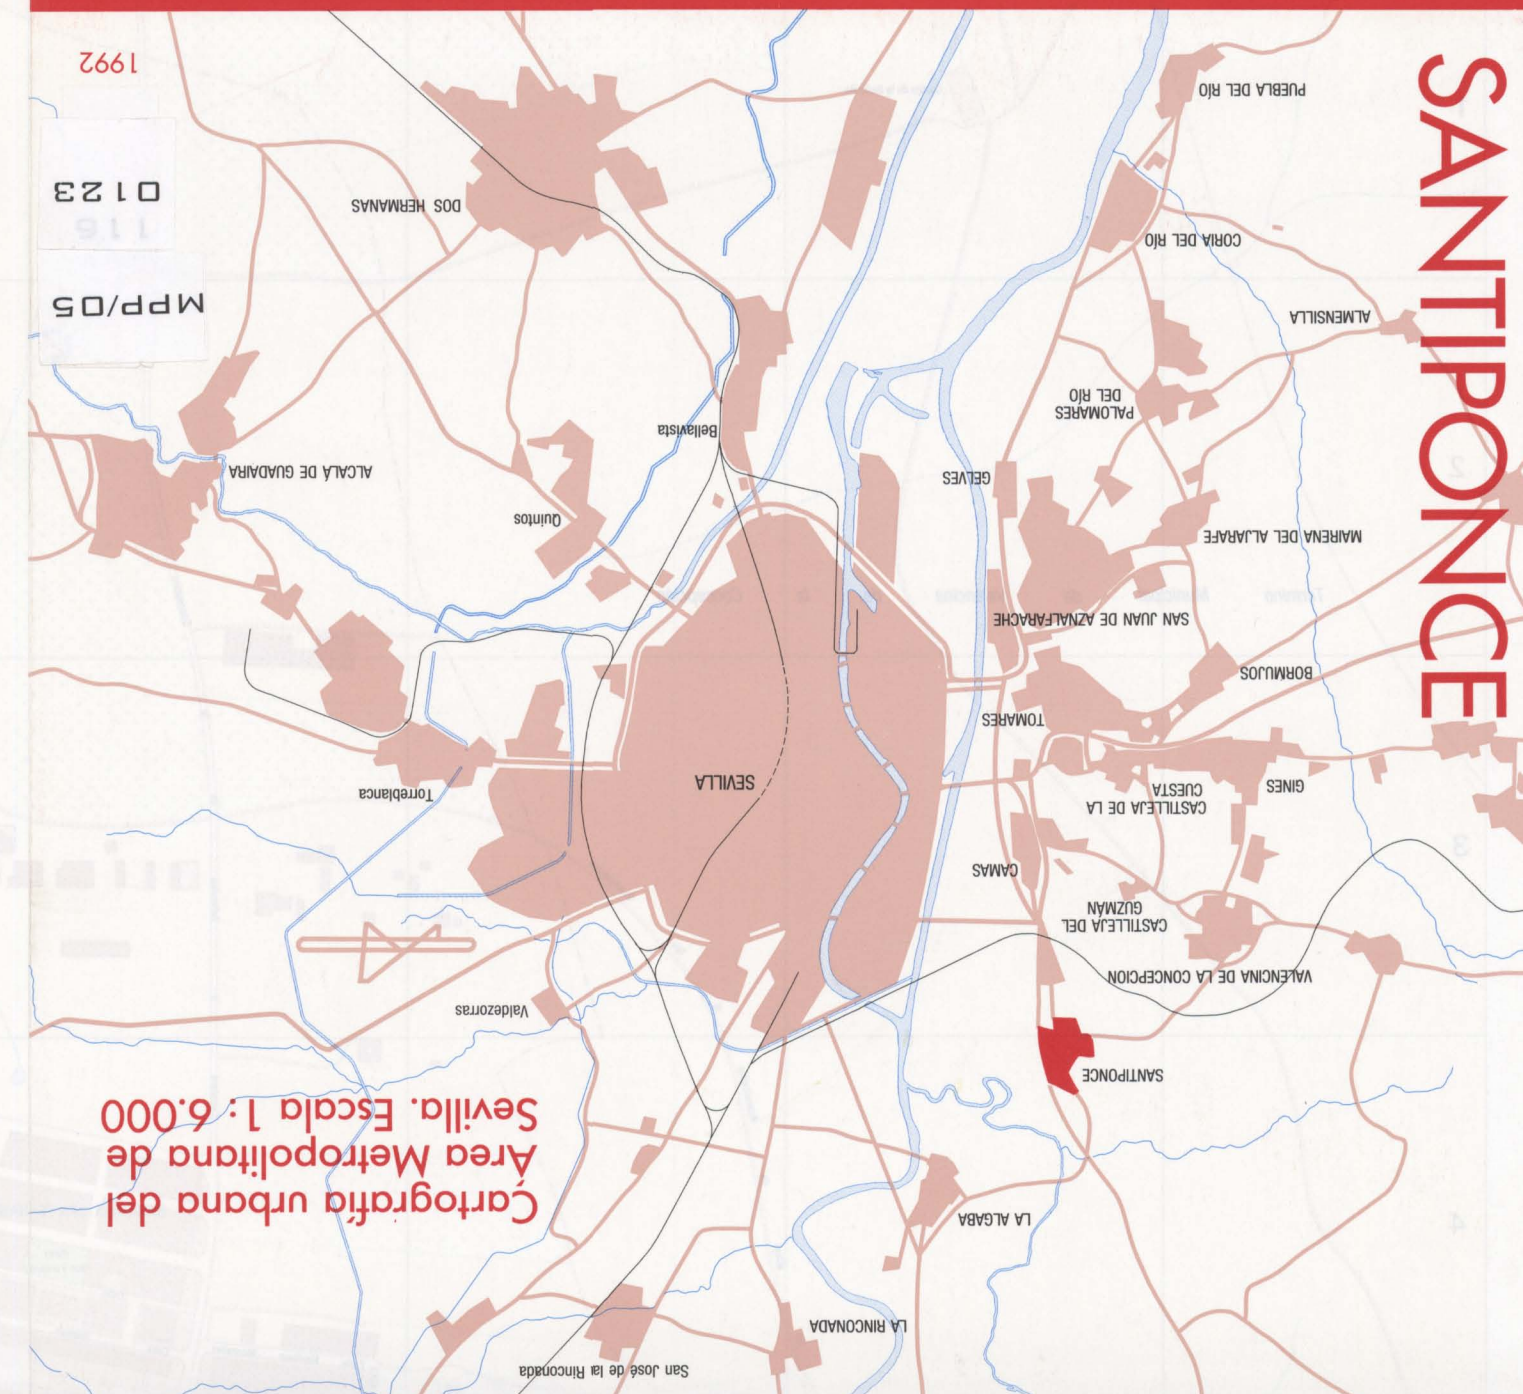 Cartografía urbana del
Área Metropolitana de
Sevilla. Escala 1: 6.000
SANTIPONCE
1992
MPP/05
0123
116
San José de la Rinconada
LA RINCONADA
LA ALGABA
SANTIPONCE
Valdezorras
VALENCINA DE LA CONCEPCION
CASTILLEJA DEL
GUZMÁN
CAMAS
CASTILLEJA DE LA
CUESTA
GINES
Torreblanca
SEVILLA
TOMARES
BORMUJOS
SAN JUAN DE AZNALFARACHE
MAIRENA DEL ALJARAFE
Quintos
GELVES
ALCALÁ DE GUADAIRA
Bellavista
PALOMARES
DEL RÍO
ALMENSILLA
CORIA DEL RÍO
DOS HERMANAS
PUEBLA DEL RÍO